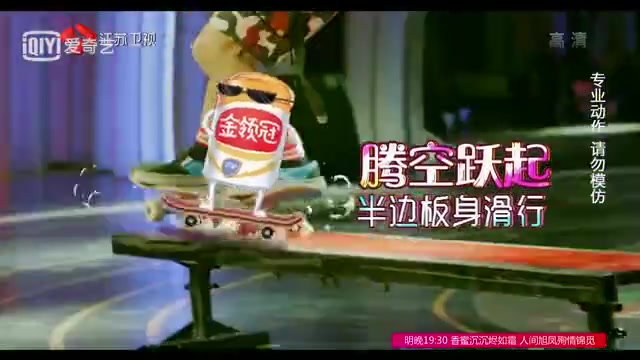 iQIYI 爱奇艺
江苏卫视
高清
专业动作 请勿模仿
金领冠
腾空跃起
半边板身滑行
明晚19:30 香蜜沉沉烬如霜 人间旭凤殉情锦觅